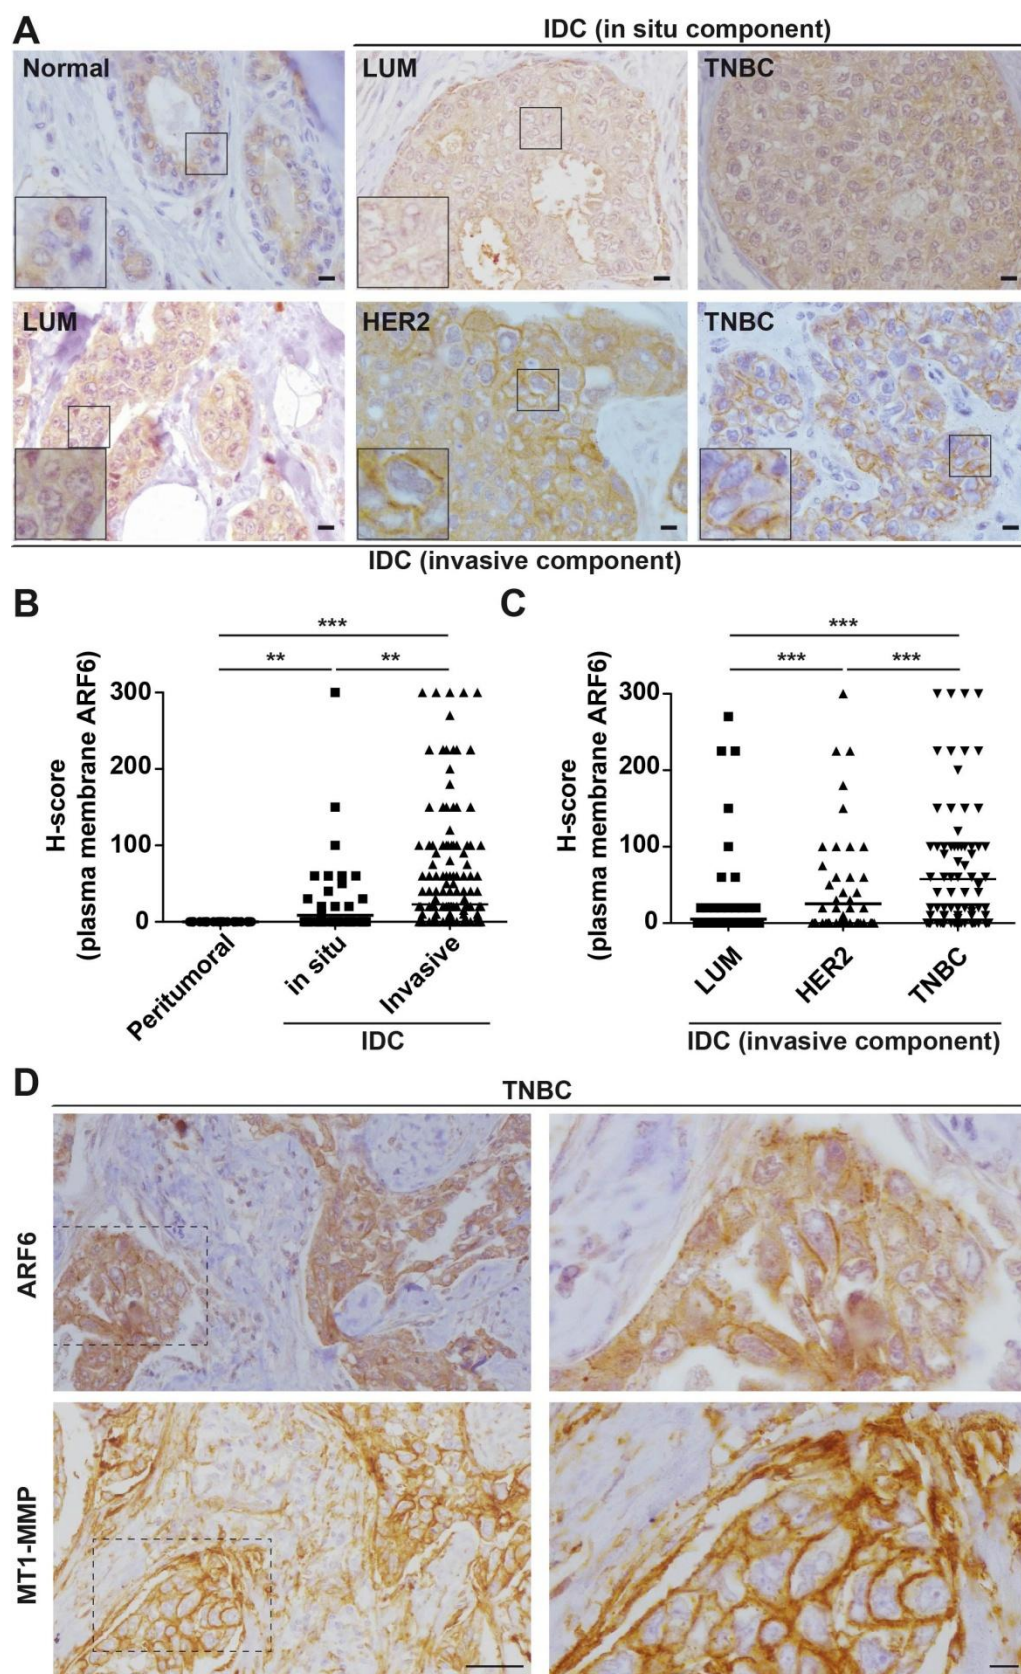 A
IDC (in situ component)
Normal
LUM
TNBC
LUM
HER2
TNBC
IDC (invasive component)
B
C
***
**
**
***
***
***
H-score
(plasma membrane ARF6)
300
200
100
0
Peritumoral
in situ
Invasive
IDC
H-score
(plasma membrane ARF6)
300
200
100
0
LUM
HER2
TNBC
IDC (invasive component)
D
TNBC
ARF6
MT1-MMP